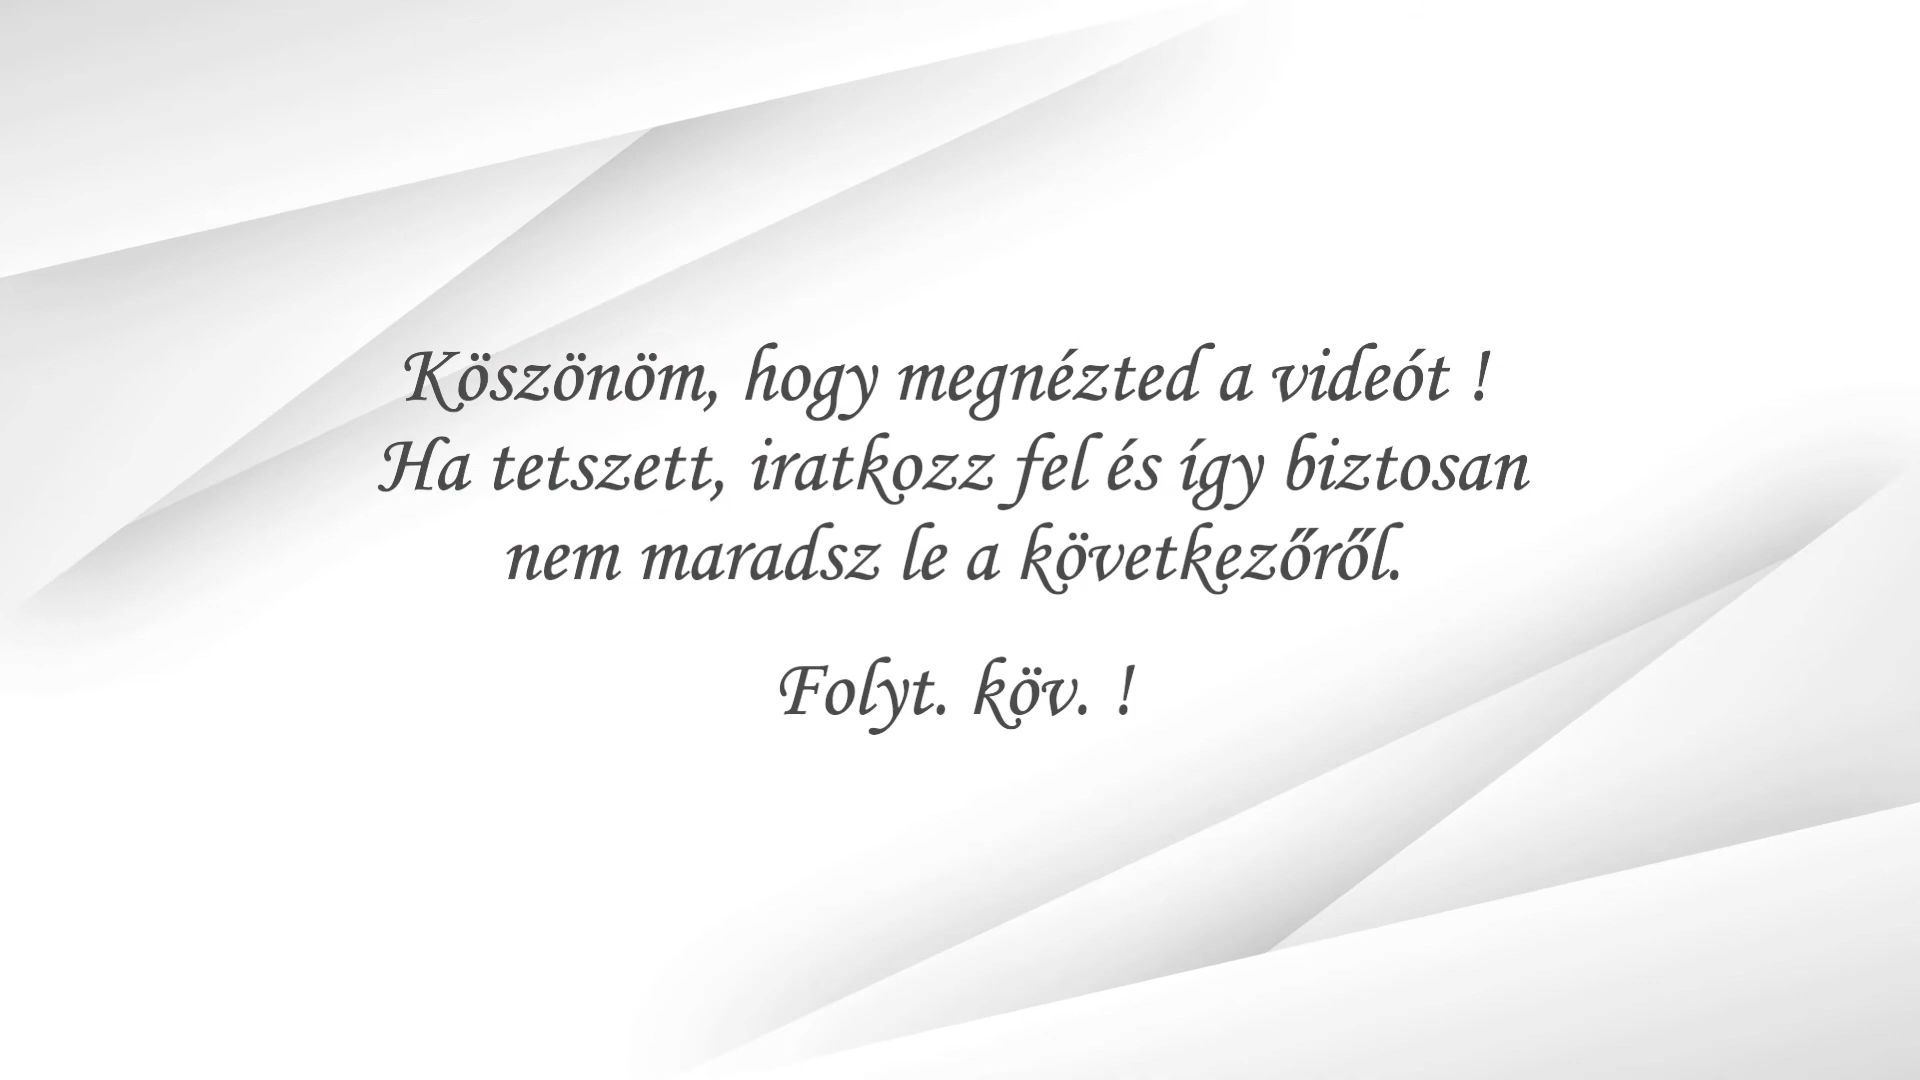 Köszönöm, hogy megnézted a videót !
Ha tetszett, iratkozz fel és így biztosan
nem maradsz le a következőről.
Folyt. köv. !